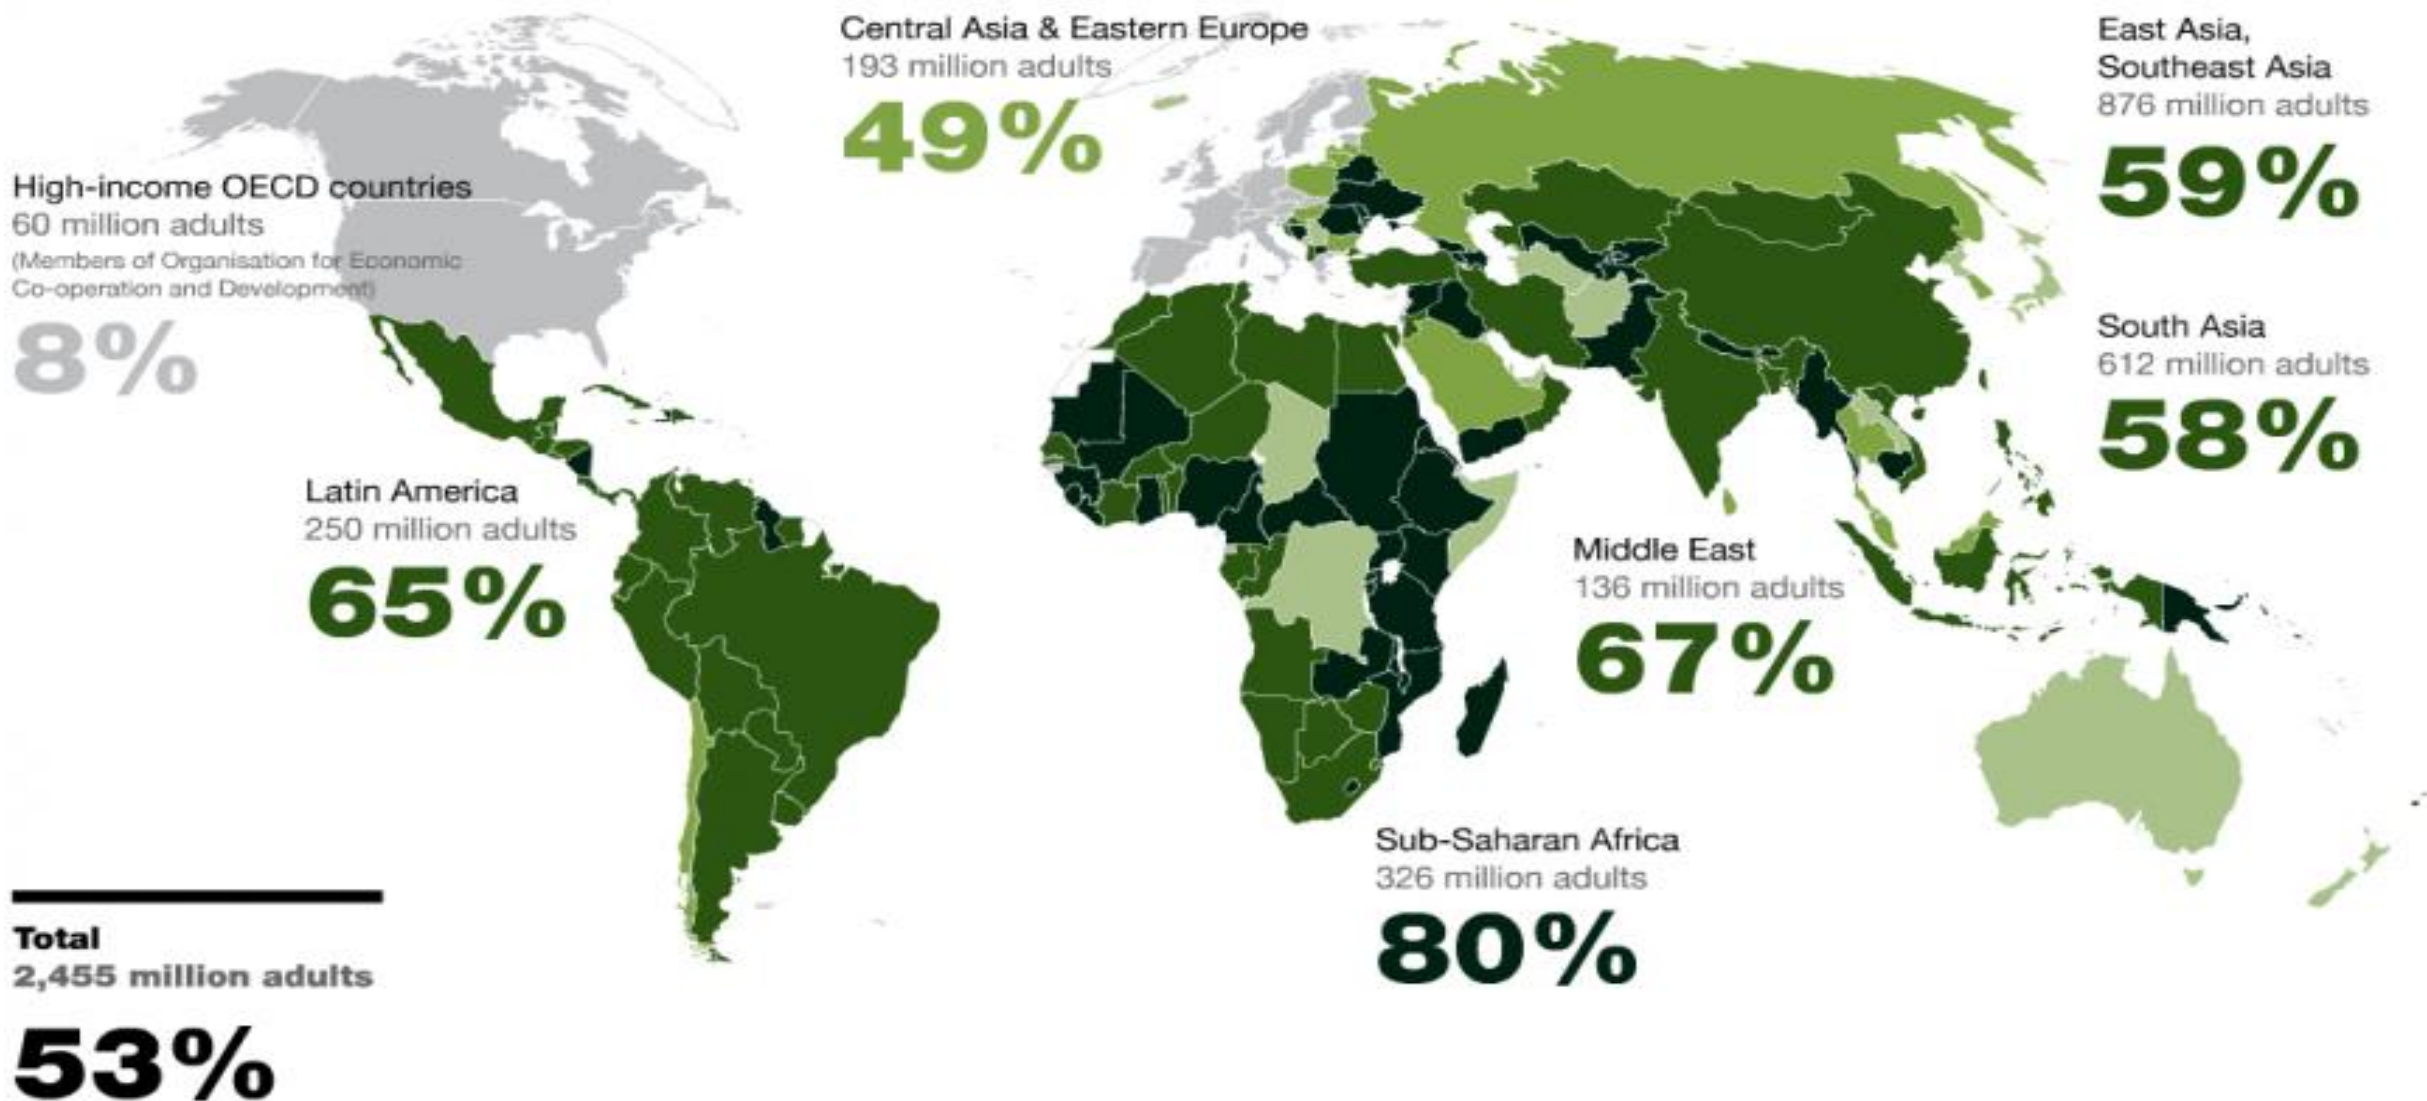 Central Asia & Eastern Europe
193 million adults
49%
East Asia,
Southeast Asia
876 million adults
59%
High-income OECD countries
60 million adults
(Members of Organisation for Economic
Co-operation and Development)
8%
South Asia
612 million adults
58%
Latin America
250 million adults
65%
Middle East
136 million adults
67%
Sub-Saharan Africa
326 million adults
80%
Total
2,455 million adults
53%